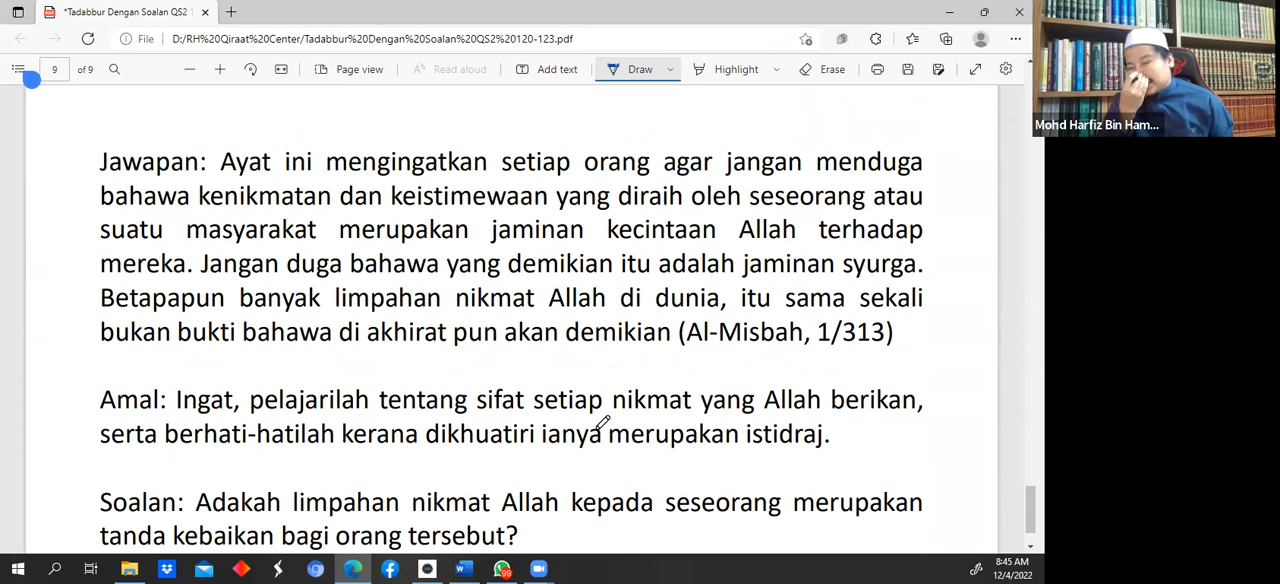 *Tadabbur Dengan Soalan QS2
File
D:/RH%20Qiraat%20Center/Tadabbur%20Dengan%20Soalan%20QS2%20120-123.pdf
9 of 9
Page view
Read aloud
Add text
Draw
Highlight
Erase
Mohd Harfiz Bin Ham...
Jawapan: Ayat ini mengingatkan setiap orang agar jangan menduga
bahawa kenikmatan dan keistimewaan yang diraih oleh seseorang atau
suatu masyarakat merupakan jaminan kecintaan Allah terhadap
mereka. Jangan duga bahawa yang demikian itu adalah jaminan syurga.
Betapapun banyak limpahan nikmat Allah di dunia, itu sama sekali
bukan bukti bahawa di akhirat pun akan demikian (Al-Misbah, 1/313)
Amal: Ingat, pelajarilah tentang sifat setiap nikmat yang Allah berikan,
serta berhati-hatilah kerana dikhuatiri ianya merupakan istidraj.
Soalan: Adakah limpahan nikmat Allah kepada seseorang merupakan
tanda kebaikan bagi orang tersebut?
99
8:45 AM
12/4/2022